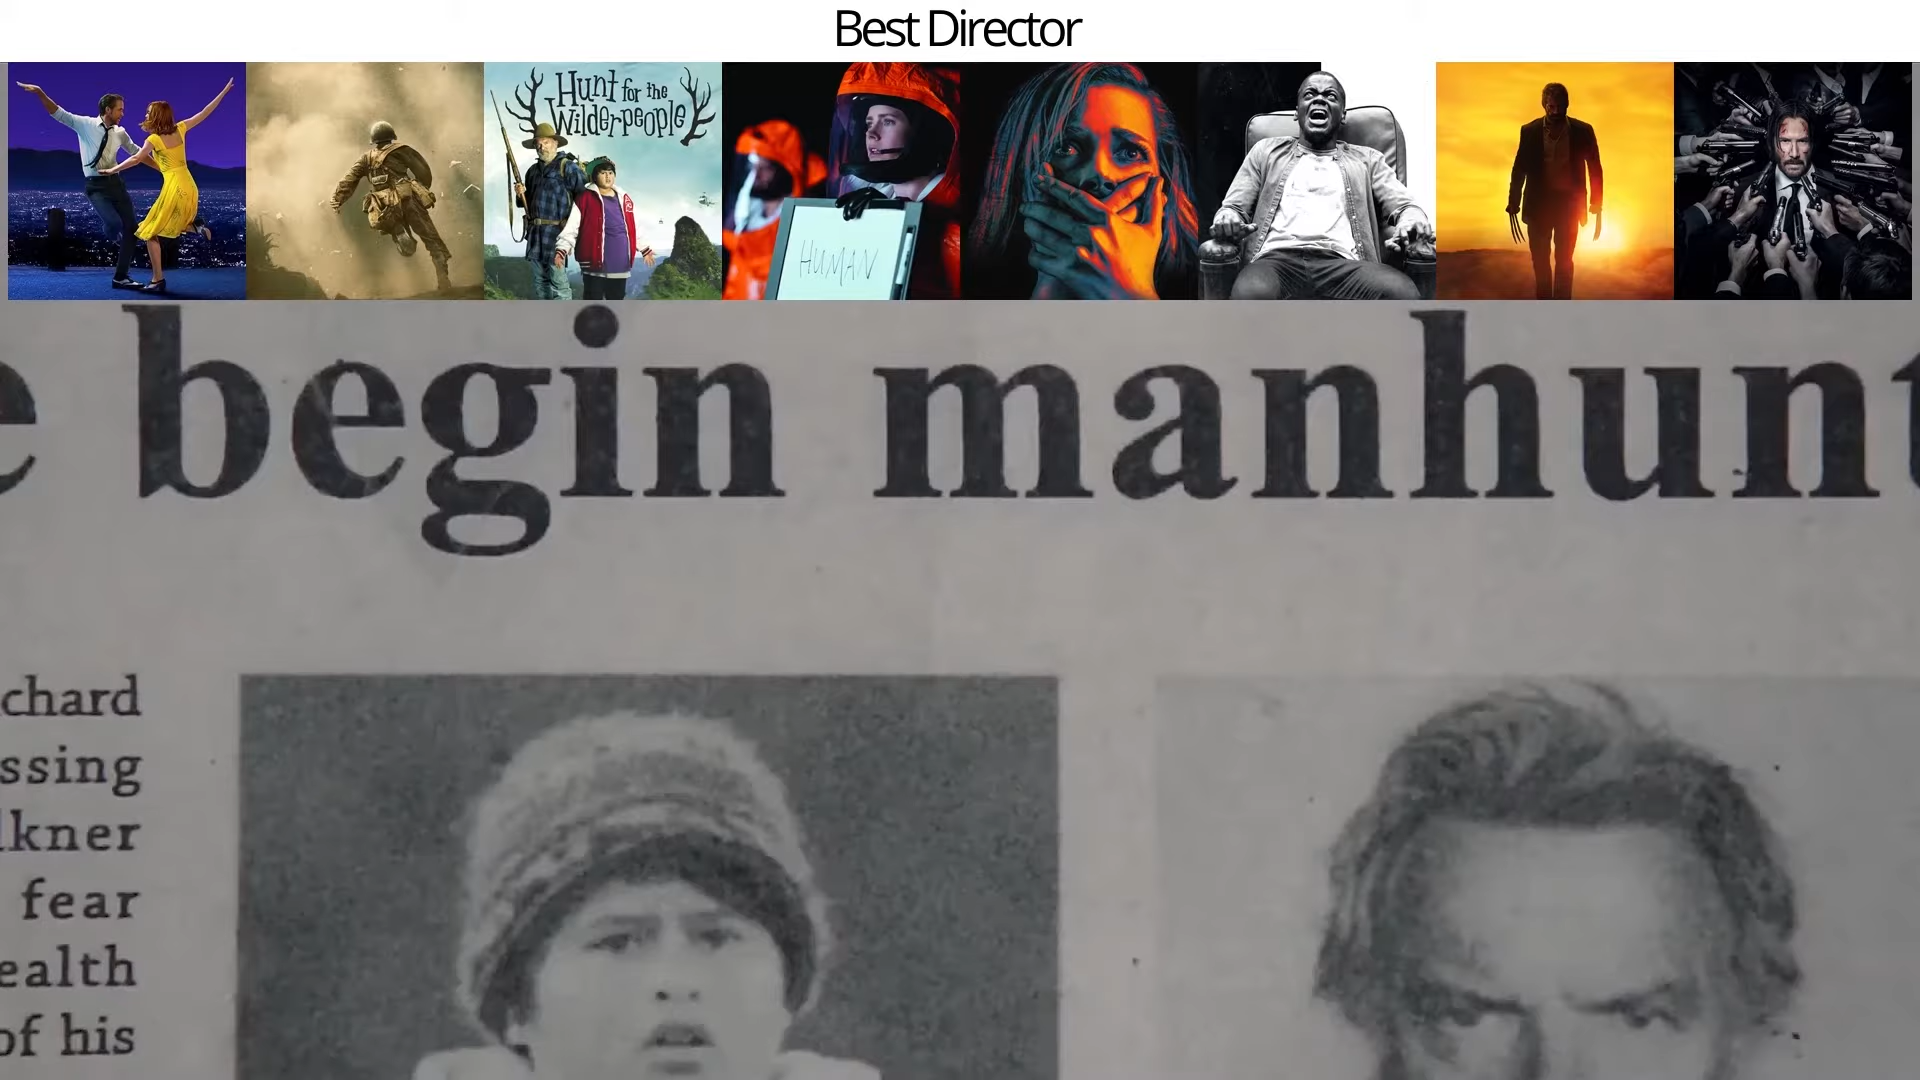 Best Director
Hunt for the
Wilderpeople
HUMAN
begin manhunt
chard
ssing
lkner
fear
ealth
of his